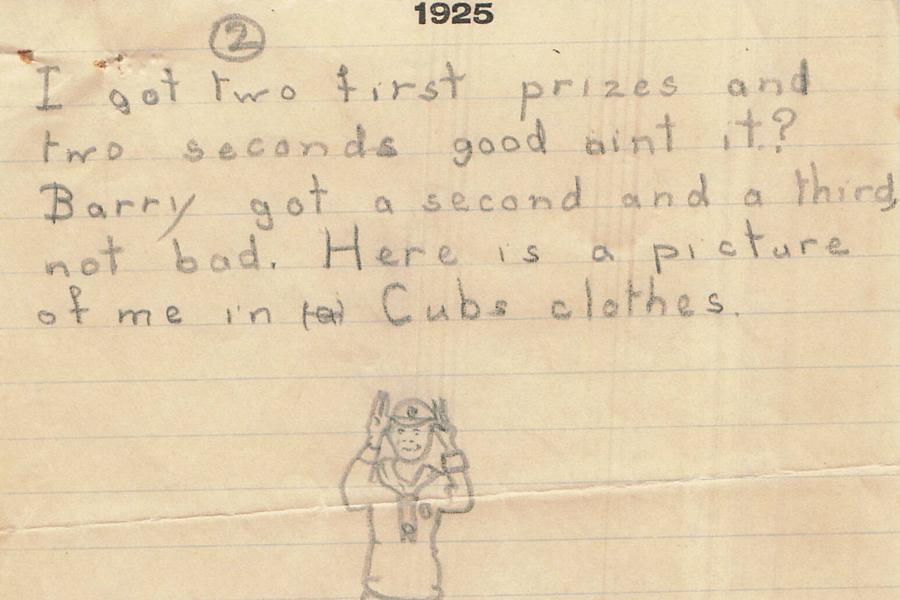 1925
2
I got two first prizes and
two seconds good aint it?
Barry got a second and a third,
not bad. Here is a picture
of me in (a) Cubs clothes.